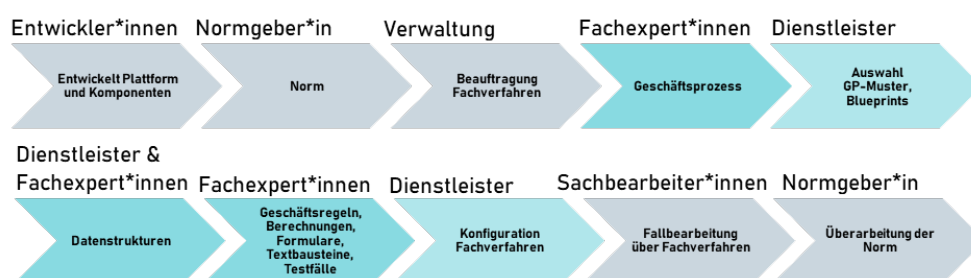 Entwickler*innen
Entwickelt Plattform
und Komponenten
Normgeber*in
Norm
Verwaltung
Beauftragung
Fachverfahren
Fachexpert*innen
Geschäftsprozess
Dienstleister
Auswahl
GP-Muster,
Blueprints
Dienstleister &
Fachexpert*innen
Datenstrukturen
Fachexpert*innen
Geschäftsregeln,
Berechnungen,
Formulare,
Textbausteine,
Testfälle
Dienstleister
Konfiguration
Fachverfahren
Sachbearbeiter*innen
Fallbearbeitung
über Fachverfahren
Normgeber*in
Überarbeitung der
Norm